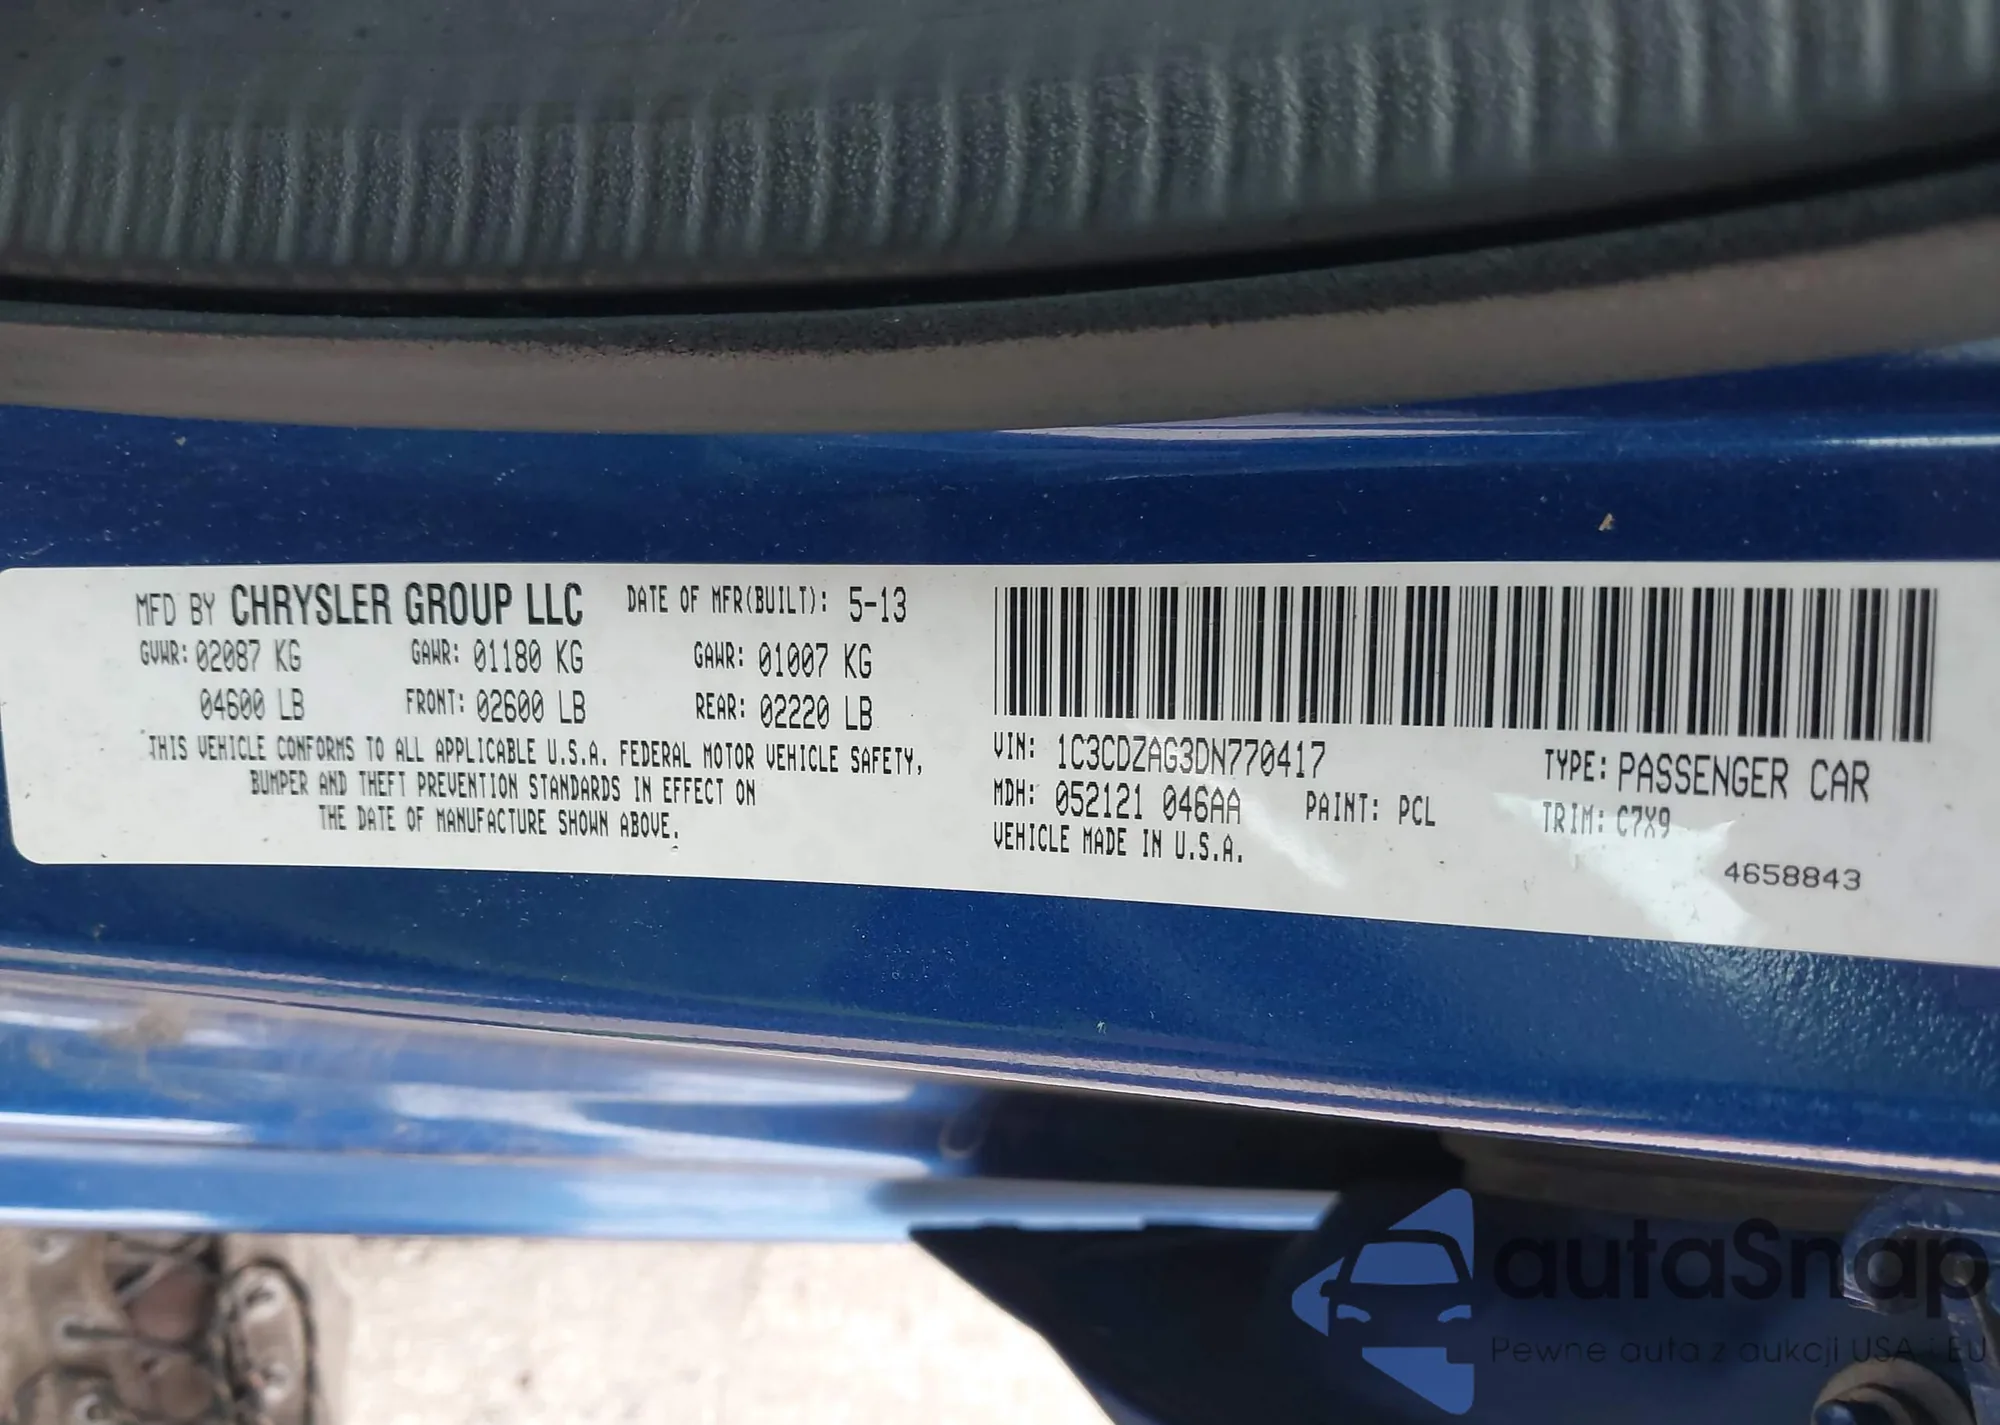 MFD BY CHRYSLER GROUP LLC DATE OF MFR(BUILT): 5-13
GVWR: 02087 KG GAWR: 01180 KG GAWR: 01007 KG
04600 LB FRONT: 02600 LB REAR: 02220 LB
THIS VEHICLE CONFORMS TO ALL APPLICABLE U.S.A. FEDERAL MOTOR VEHICLE SAFETY,
BUMPER AND THEFT PREVENTION STANDARDS IN EFFECT ON
THE DATE OF MANUFACTURE SHOWN ABOVE.
VIN: 1C3CDZAG3DN770417 TYPE: PASSENGER CAR
MDH: 052121 046AA PAINT: PCL TRIM: C7X9
VEHICLE MADE IN U.S.A.
4658843
autaSnap
Pewne auta z aukcji USA i EU